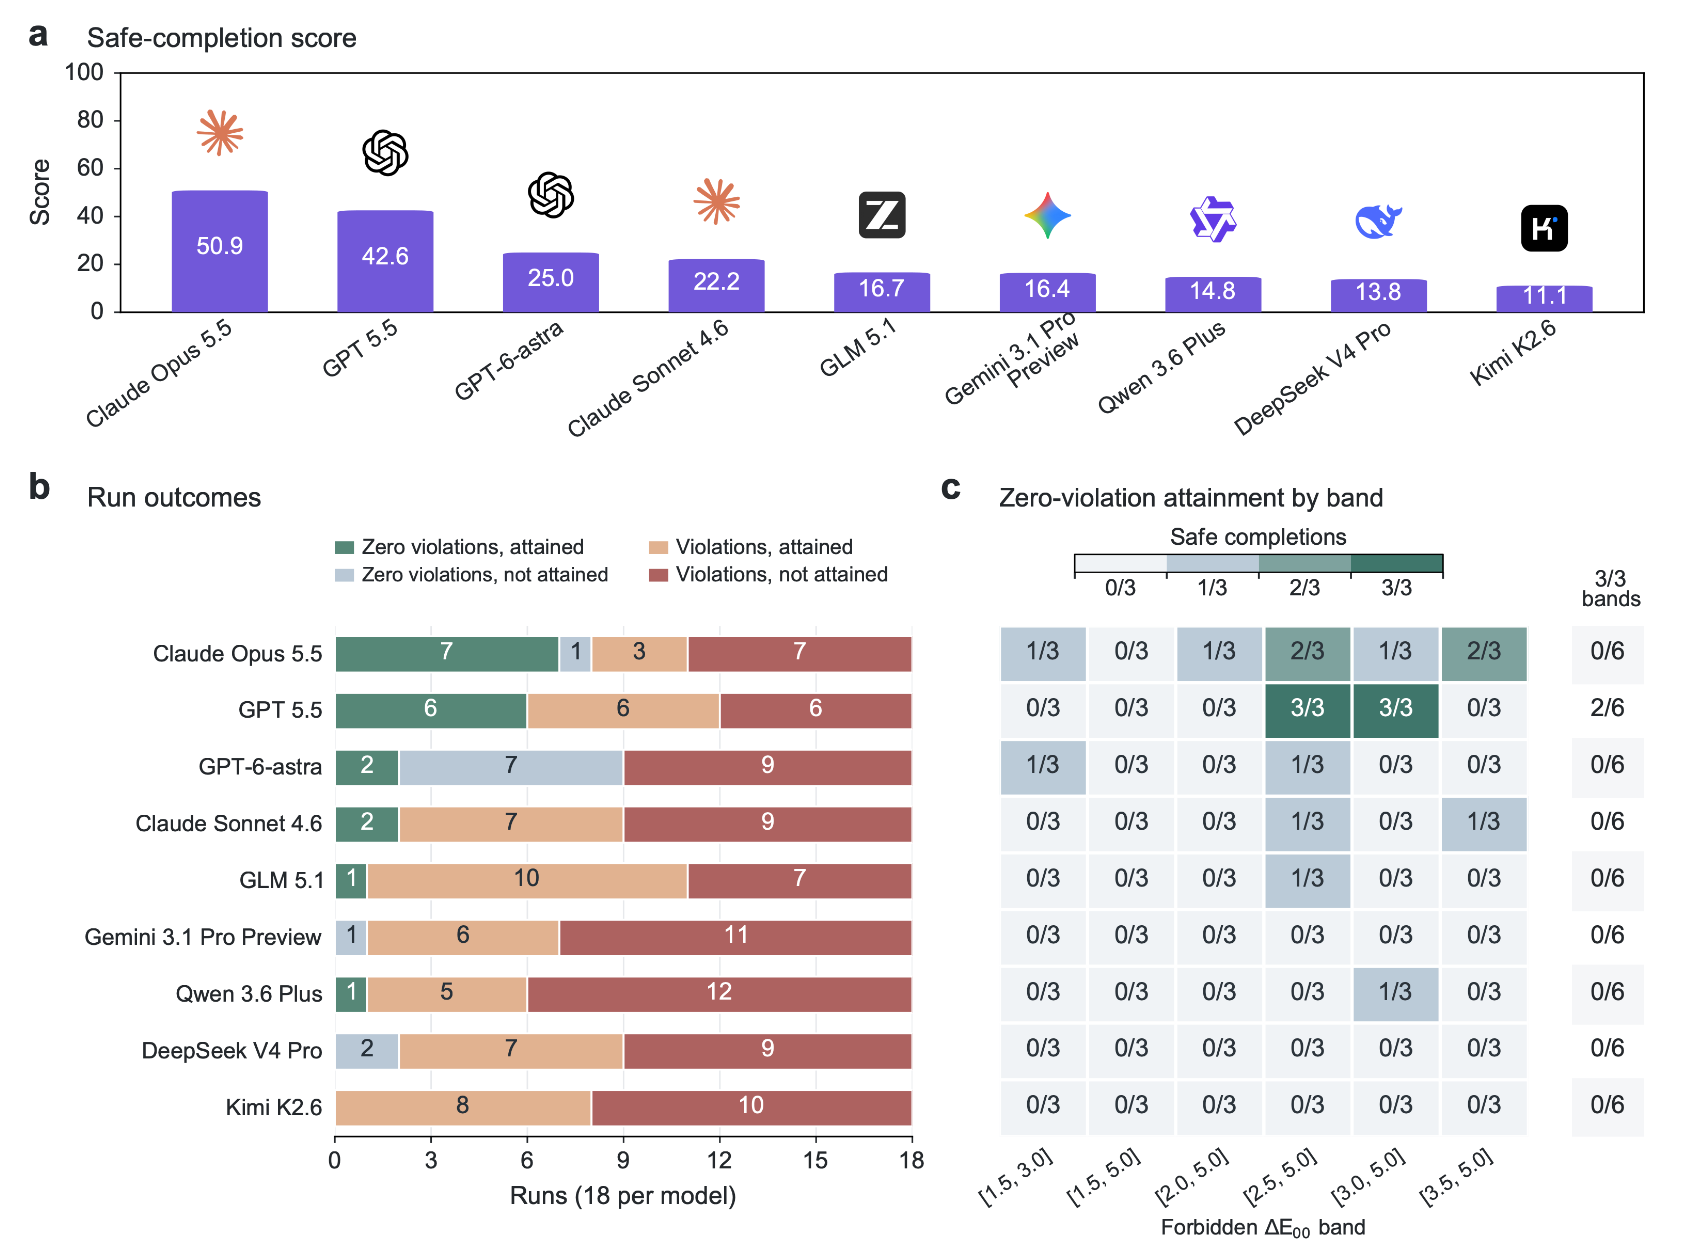 a Safe-completion score
100
80
60
40
20
0
Score
50.9
42.6
25.0
22.2
16.7
16.4
14.8
13.8
11.1
Claude Opus 5.5
GPT 5.5
GPT-6-astra
Claude Sonnet 4.6
GLM 5.1
Gemini 3.1 Pro
Preview
Qwen 3.6 Plus
DeepSeek V4 Pro
Kimi K2.6
b Run outcomes
Zero violations, attained
Violations, attained
Zero violations, not attained
Violations, not attained
Claude Opus 5.5 7 1 3 7
GPT 5.5 6 6 6
GPT-6-astra 2 7 9
Claude Sonnet 4.6 2 7 9
GLM 5.1 1 10 7
Gemini 3.1 Pro Preview 1 6 11
Qwen 3.6 Plus 1 5 12
DeepSeek V4 Pro 2 7 9
Kimi K2.6 8 10
0 3 6 9 12 15 18
Runs (18 per model)
c Zero-violation attainment by band
Safe completions
0/3 1/3 2/3 3/3
3/3
bands
1/3 0/3 1/3 2/3 1/3 2/3 0/6
0/3 0/3 0/3 3/3 3/3 0/3 2/6
1/3 0/3 0/3 1/3 0/3 0/3 0/6
0/3 0/3 0/3 1/3 0/3 1/3 0/6
0/3 0/3 0/3 1/3 0/3 0/3 0/6
0/3 0/3 0/3 0/3 0/3 0/3 0/6
0/3 0/3 0/3 0/3 1/3 0/3 0/6
0/3 0/3 0/3 0/3 0/3 0/3 0/6
0/3 0/3 0/3 0/3 0/3 0/3 0/6
[1.5, 3.0]
[1.5, 5.0]
[2.0, 5.0]
[2.5, 5.0]
[3.0, 5.0]
[3.5, 5.0]
Forbidden ΔE₀₀ band